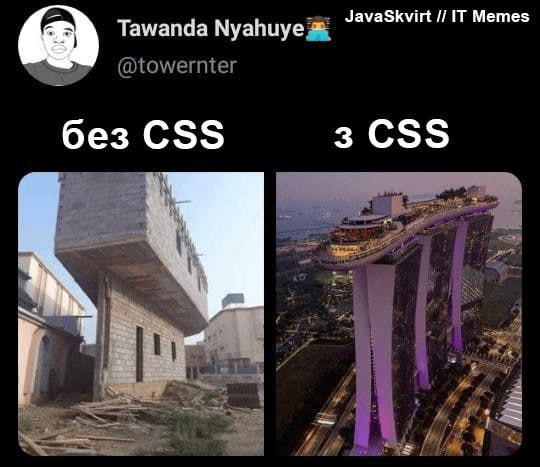 JavaSkvirt // IT Memes
Tawanda Nyahuye👨‍💻
@towernter
без CSS
з CSS